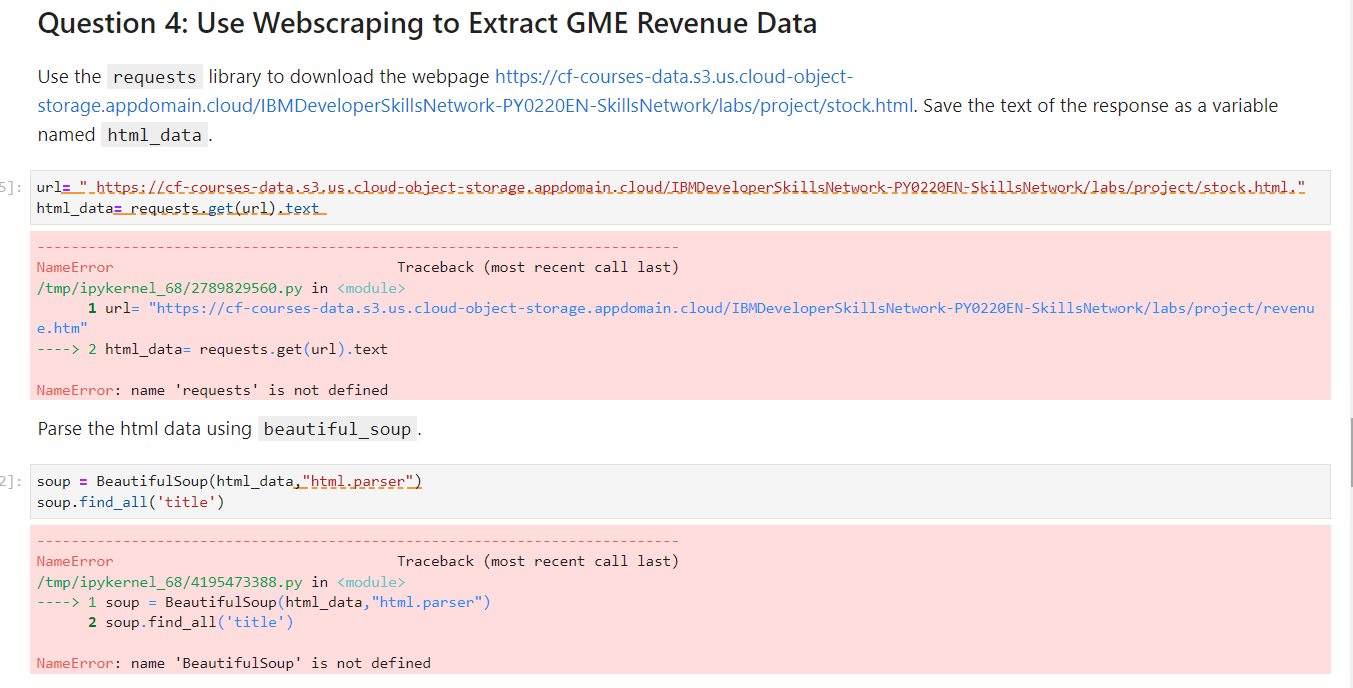 Question 4: Use Webscraping to Extract GME Revenue Data
Use the requests library to download the webpage https://cf-courses-data.s3.us.cloud-object-
storage.appdomain.cloud/IBMDeveloperSkillsNetwork-PY0220EN-SkillsNetwork/labs/project/stock.html. Save the text of the response as a variable
named html_data.
5]: url= " https://cf-courses-data.s3.us.cloud-object-storage.appdomain.cloud/IBMDeveloperSkillsNetwork-PY0220EN-SkillsNetwork/labs/project/stock.html."
html_data= requests.get(url).text
---------------------------------------------------------------------------
NameError                                 Traceback (most recent call last)
/tmp/ipykernel_68/2789829560.py in <module>
      1 url= "https://cf-courses-data.s3.us.cloud-object-storage.appdomain.cloud/IBMDeveloperSkillsNetwork-PY0220EN-SkillsNetwork/labs/project/revenu
e.htm"
----> 2 html_data= requests.get(url).text
NameError: name 'requests' is not defined
Parse the html data using beautiful_soup.
2]: soup = BeautifulSoup(html_data,"html.parser")
soup.find_all('title')
---------------------------------------------------------------------------
NameError                                 Traceback (most recent call last)
/tmp/ipykernel_68/4195473388.py in <module>
----> 1 soup = BeautifulSoup(html_data,"html.parser")
      2 soup.find_all('title')
NameError: name 'BeautifulSoup' is not defined